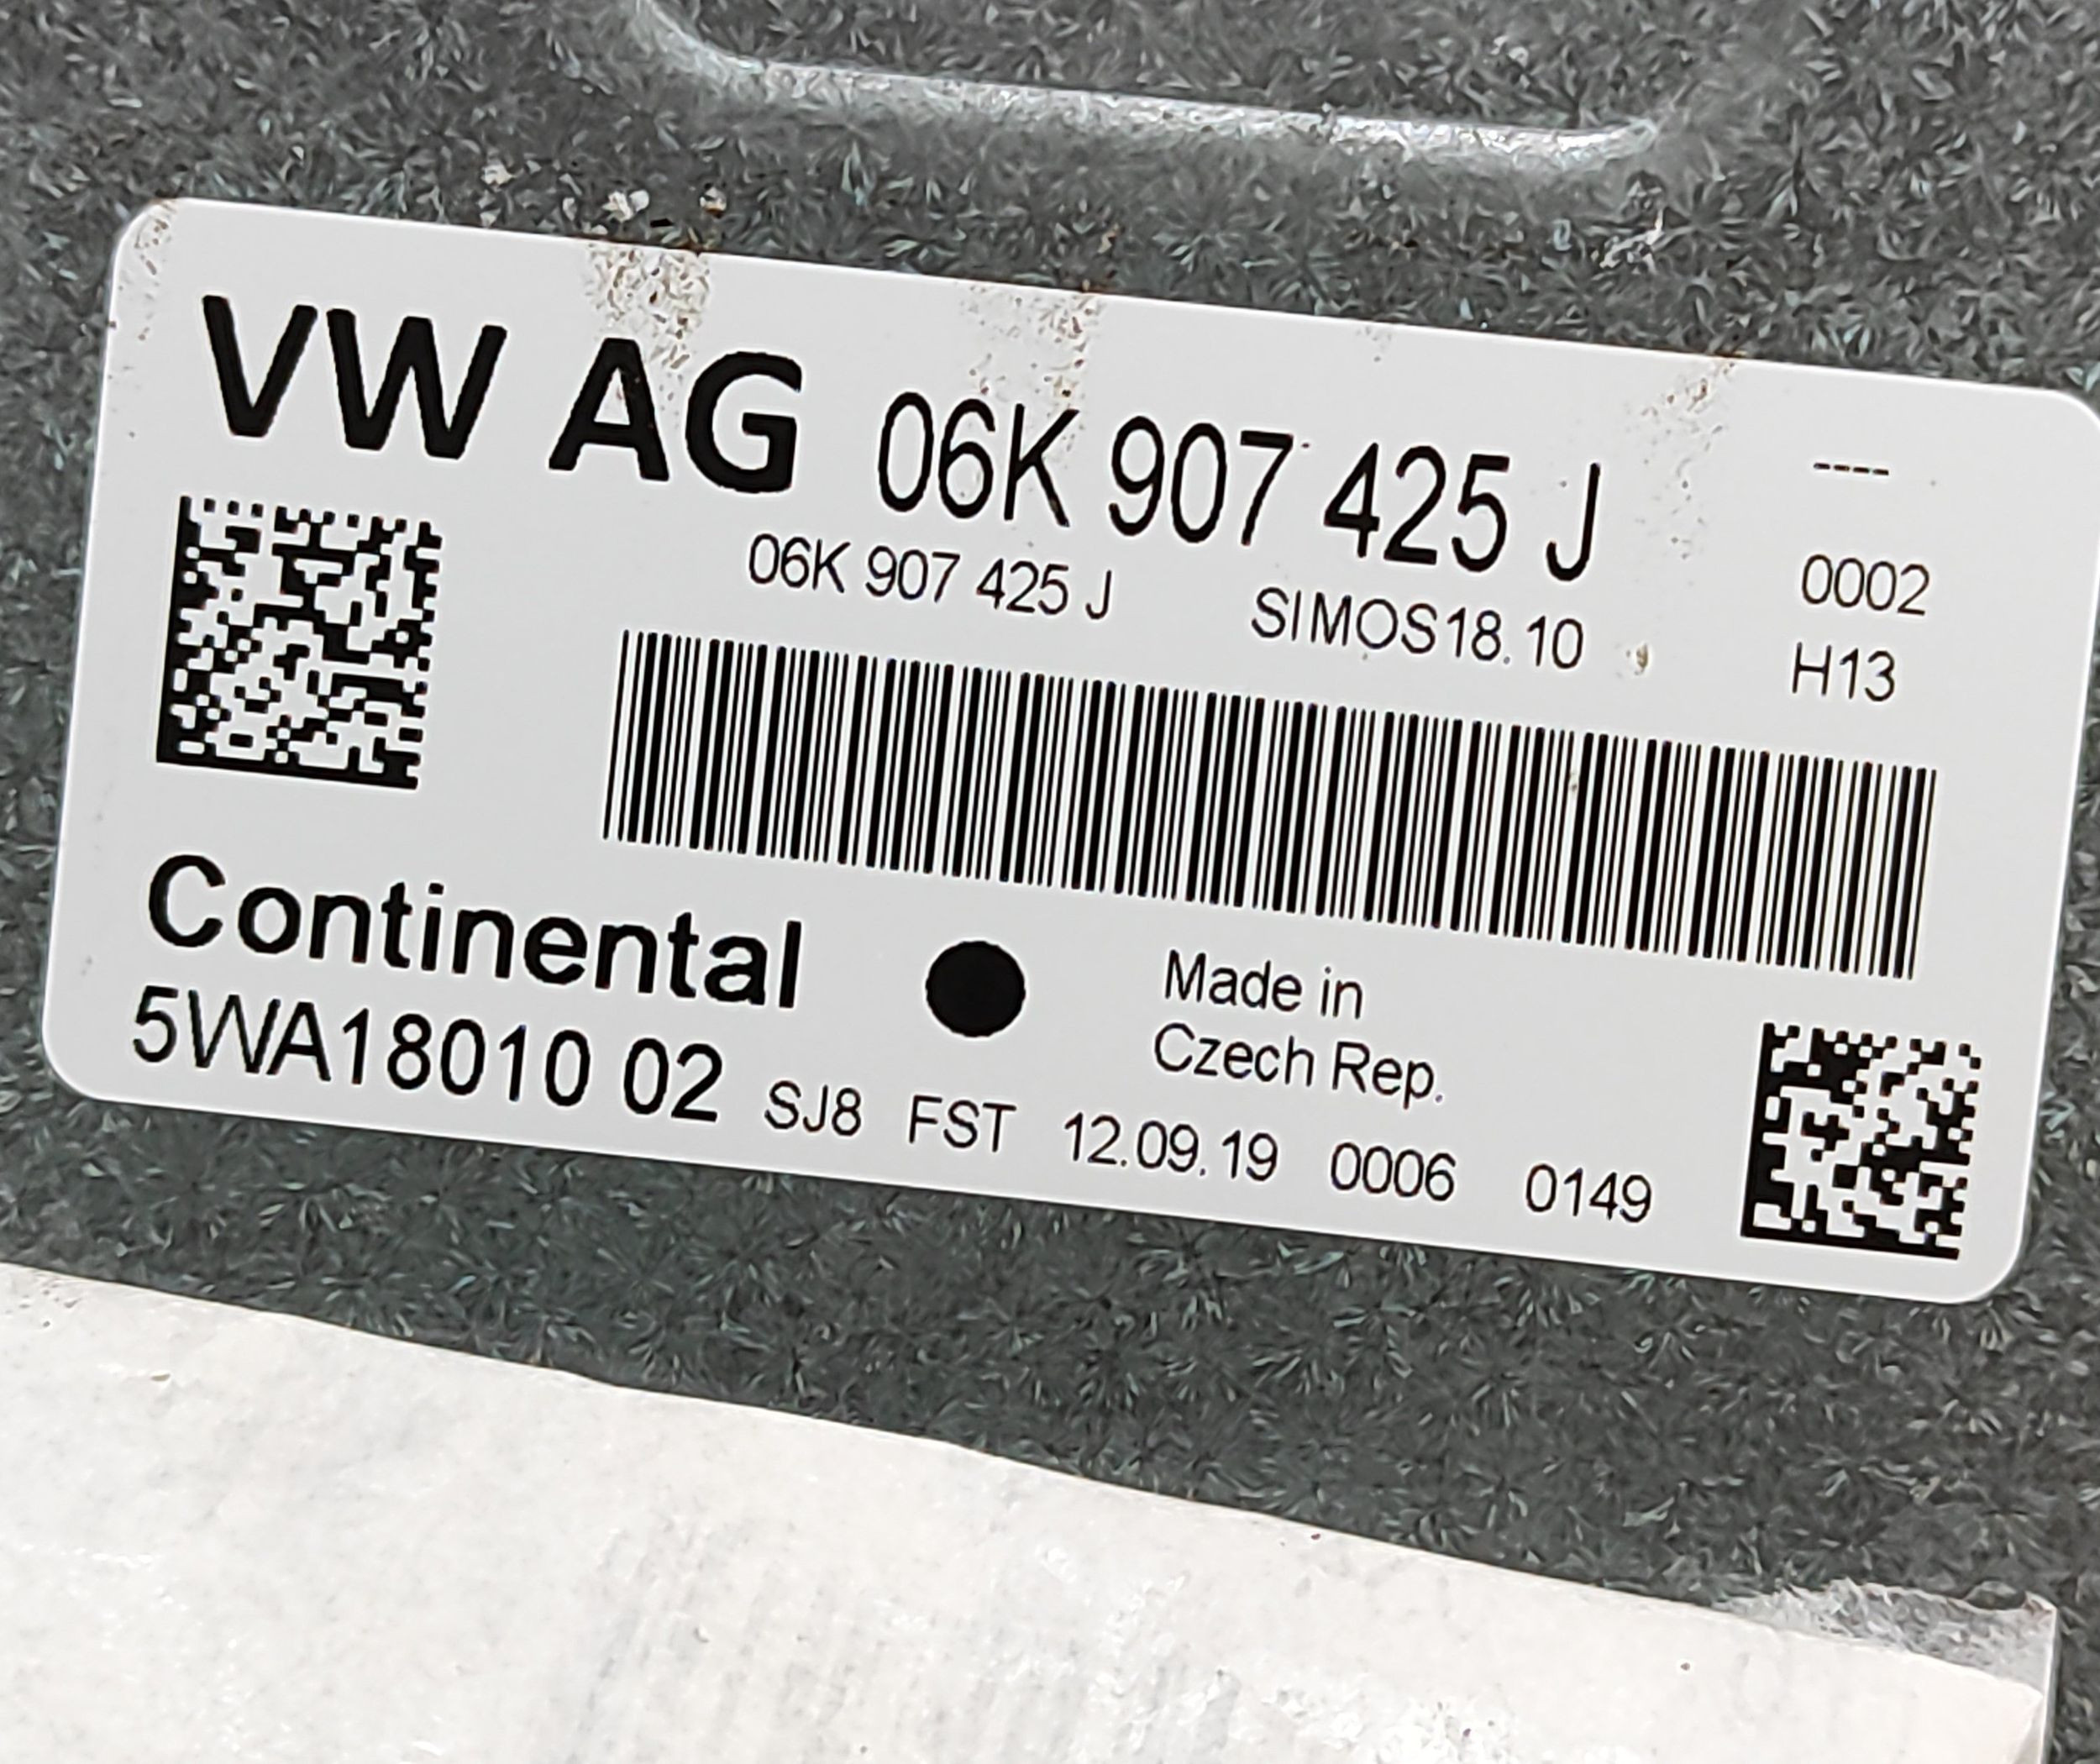 VW AG 06K 907 425 J ----
06K 907 425 J SIMOS18.10 0002
H13
Continental
Made in
Czech Rep.
5WA18010 02 SJ8 FST 12.09.19 0006 0149